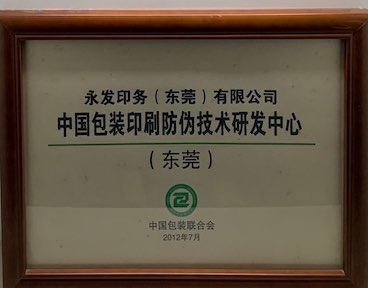 永发印务（东莞）有限公司
中国包装印刷防伪技术研发中心
（东莞）
中国包装联合会
2012年7月